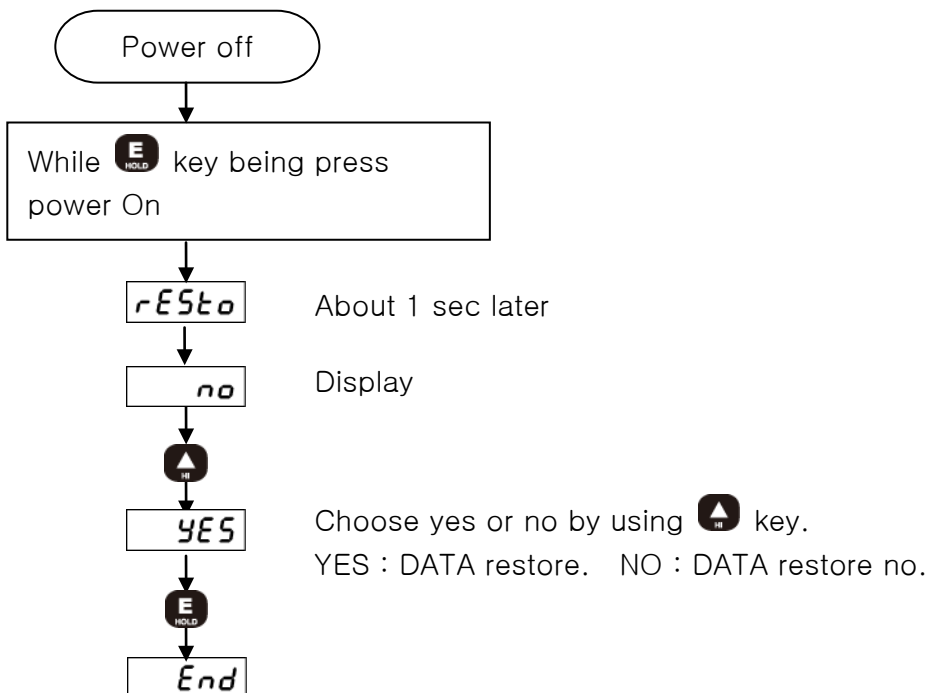 Power off
While E HOLD key being press
power On
rESto About 1 sec later
no Display
HI
YES Choose yes or no by using HI key.
YES : DATA restore. NO : DATA restore no.
E HOLD
End